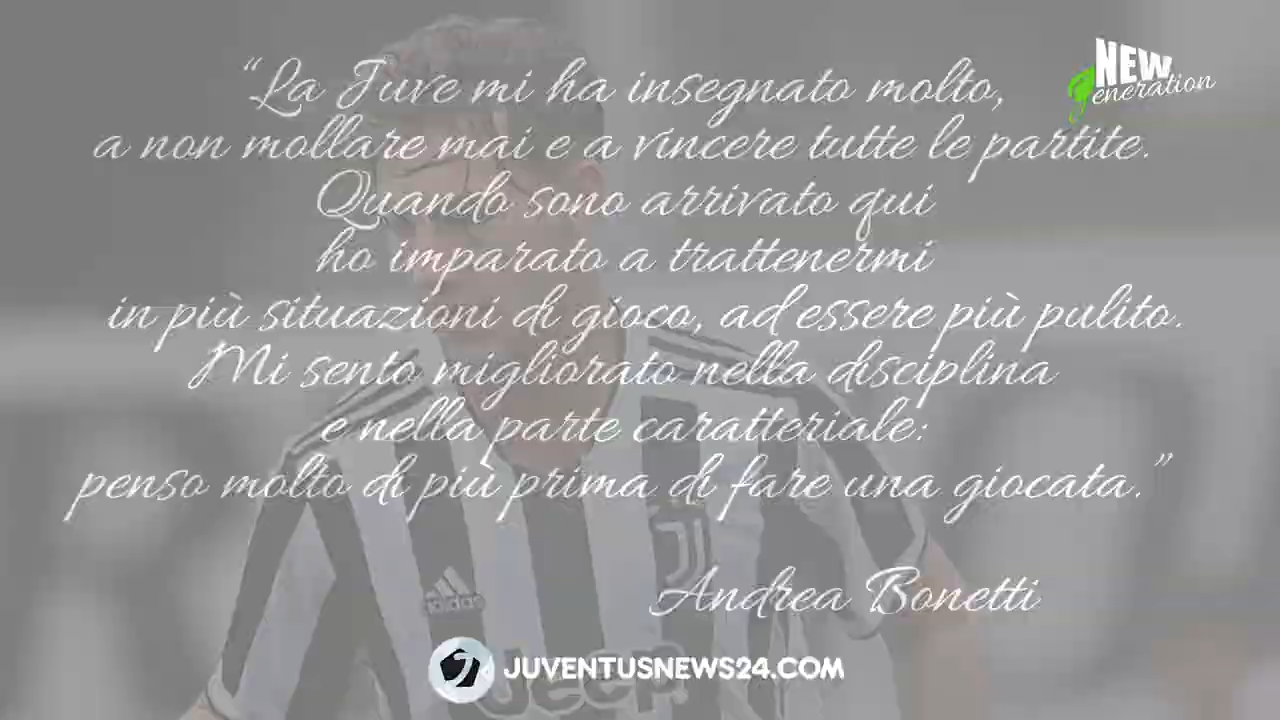 “La Juve mi ha insegnato molto,
a non mollare mai e a vincere tutte le partite.
Quando sono arrivato qui
ho imparato a trattenermi
in più situazioni di gioco, ad essere più pulito.
Mi sento migliorato nella disciplina
e nella parte caratteriale:
penso molto di più prima di fare una giocata.”
Andrea Bonetti
NEW
generation
adidas
Jeep
JUVENTUSNEWS24.COM